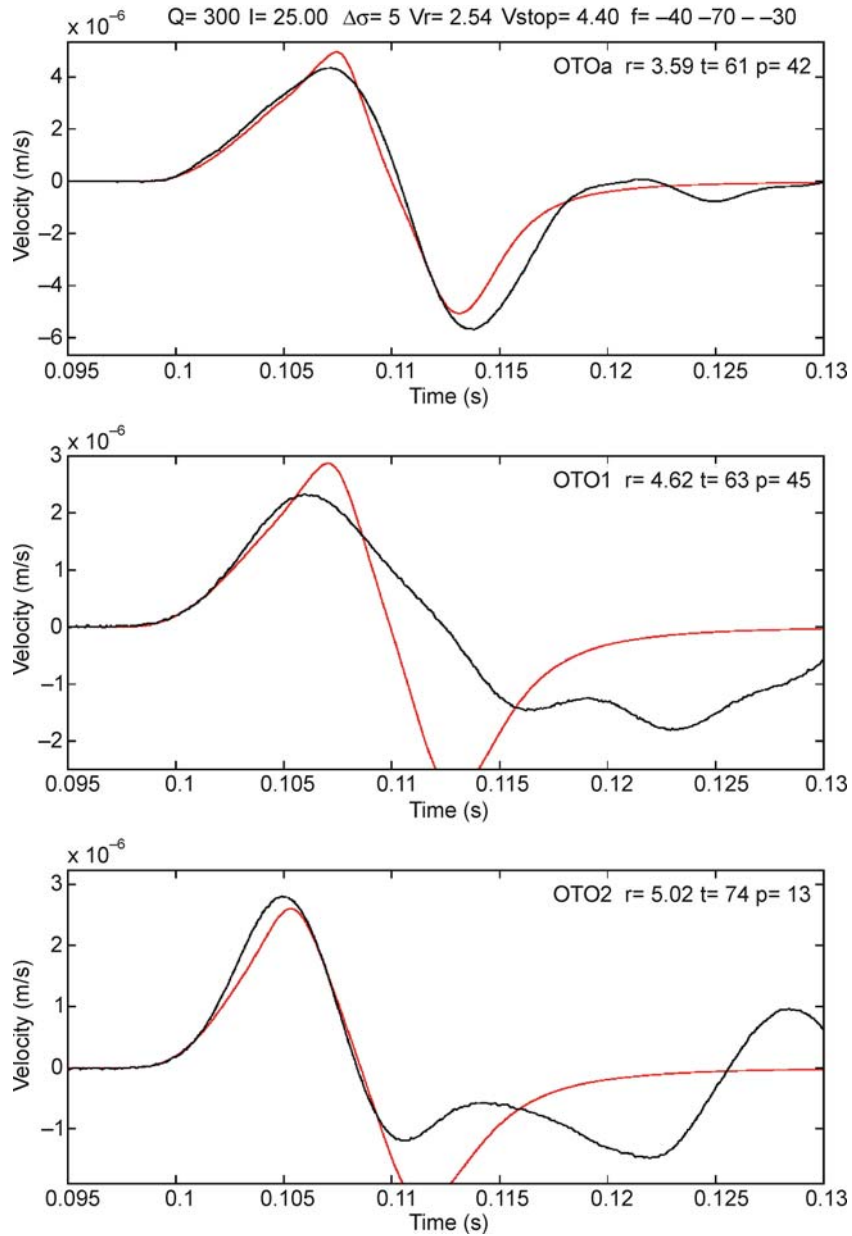 Q= 300 I= 25.00 Δσ= 5 Vr= 2.54 Vstop= 4.40 f= –40 –70 – –30
x 10⁻⁶
OTOa r= 3.59 t= 61 p= 42
4
2
0
–2
–4
–6
Velocity (m/s)
0.095 0.1 0.105 0.11 0.115 0.12 0.125 0.13
Time (s)
x 10⁻⁶
3
OTO1 r= 4.62 t= 63 p= 45
2
1
0
–1
–2
Velocity (m/s)
0.095 0.1 0.105 0.11 0.115 0.12 0.125 0.13
Time (s)
x 10⁻⁶
3
OTO2 r= 5.02 t= 74 p= 13
2
1
0
–1
Velocity (m/s)
0.095 0.1 0.105 0.11 0.115 0.12 0.125 0.13
Time (s)